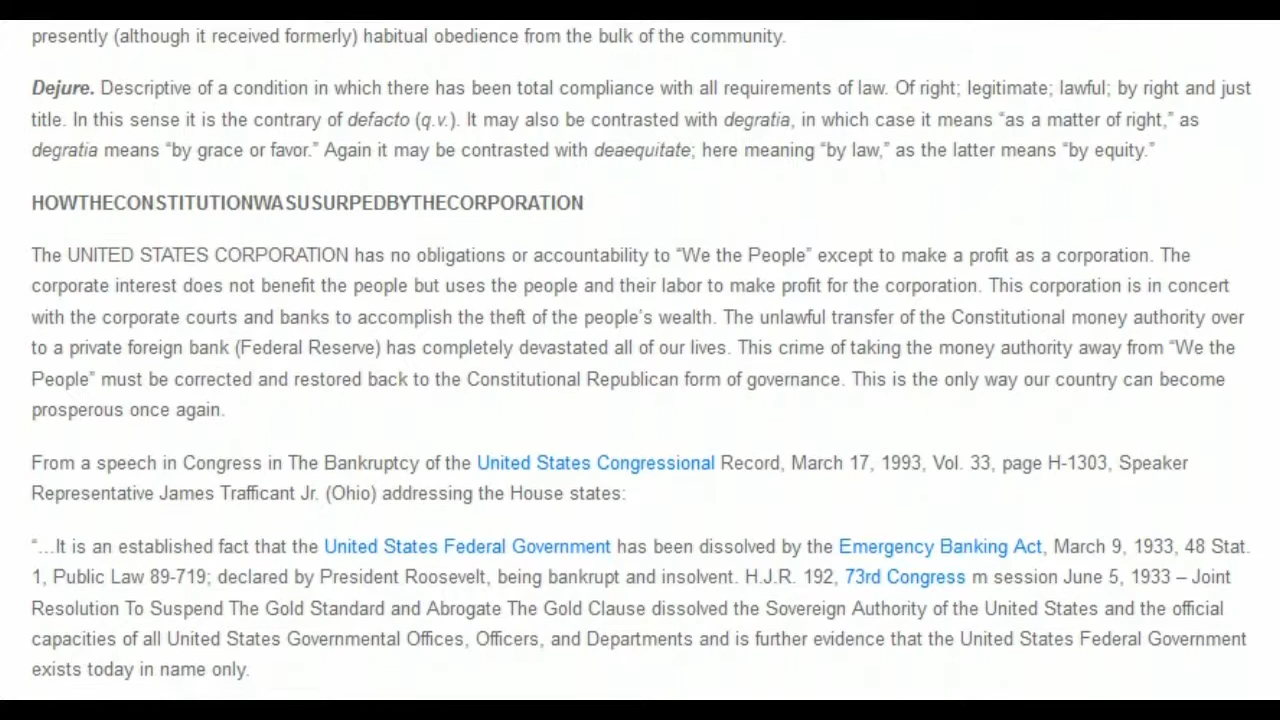 presently (although it received formerly) habitual obedience from the bulk of the community.
Dejure. Descriptive of a condition in which there has been total compliance with all requirements of law. Of right; legitimate; lawful; by right and just
title. In this sense it is the contrary of defacto (q.v.). It may also be contrasted with degratia, in which case it means “as a matter of right,” as
degratia means “by grace or favor.” Again it may be contrasted with deaequitate; here meaning “by law,” as the latter means “by equity.”
HOWTHECONSTITUTIONWASUSURPEDBYTHECORPORATION
The UNITED STATES CORPORATION has no obligations or accountability to “We the People” except to make a profit as a corporation. The
corporate interest does not benefit the people but uses the people and their labor to make profit for the corporation. This corporation is in concert
with the corporate courts and banks to accomplish the theft of the people’s wealth. The unlawful transfer of the Constitutional money authority over
to a private foreign bank (Federal Reserve) has completely devastated all of our lives. This crime of taking the money authority away from “We the
People” must be corrected and restored back to the Constitutional Republican form of governance. This is the only way our country can become
prosperous once again.
From a speech in Congress in The Bankruptcy of the United States Congressional Record, March 17, 1993, Vol. 33, page H-1303, Speaker
Representative James Trafficant Jr. (Ohio) addressing the House states:
“…It is an established fact that the United States Federal Government has been dissolved by the Emergency Banking Act, March 9, 1933, 48 Stat.
1, Public Law 89-719; declared by President Roosevelt, being bankrupt and insolvent. H.J.R. 192, 73rd Congress m session June 5, 1933 – Joint
Resolution To Suspend The Gold Standard and Abrogate The Gold Clause dissolved the Sovereign Authority of the United States and the official
capacities of all United States Governmental Offices, Officers, and Departments and is further evidence that the United States Federal Government
exists today in name only.